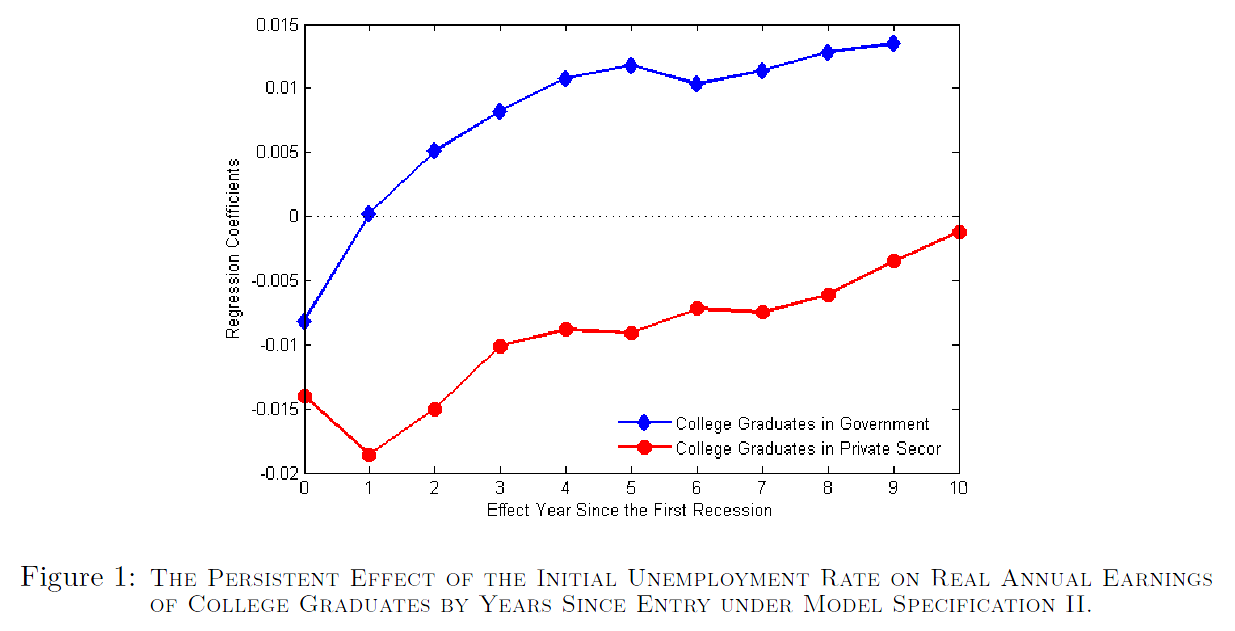 0.015
0.01
0.005
0
-0.005
-0.01
-0.015
-0.02
Regression Coefficients
College Graduates in Government
College Graduates in Private Secor
0 1 2 3 4 5 6 7 8 9 10
Effect Year Since the First Recession
Figure 1: The Persistent Effect of the Initial Unemployment Rate on Real Annual Earnings
of College Graduates by Years Since Entry under Model Specification II.